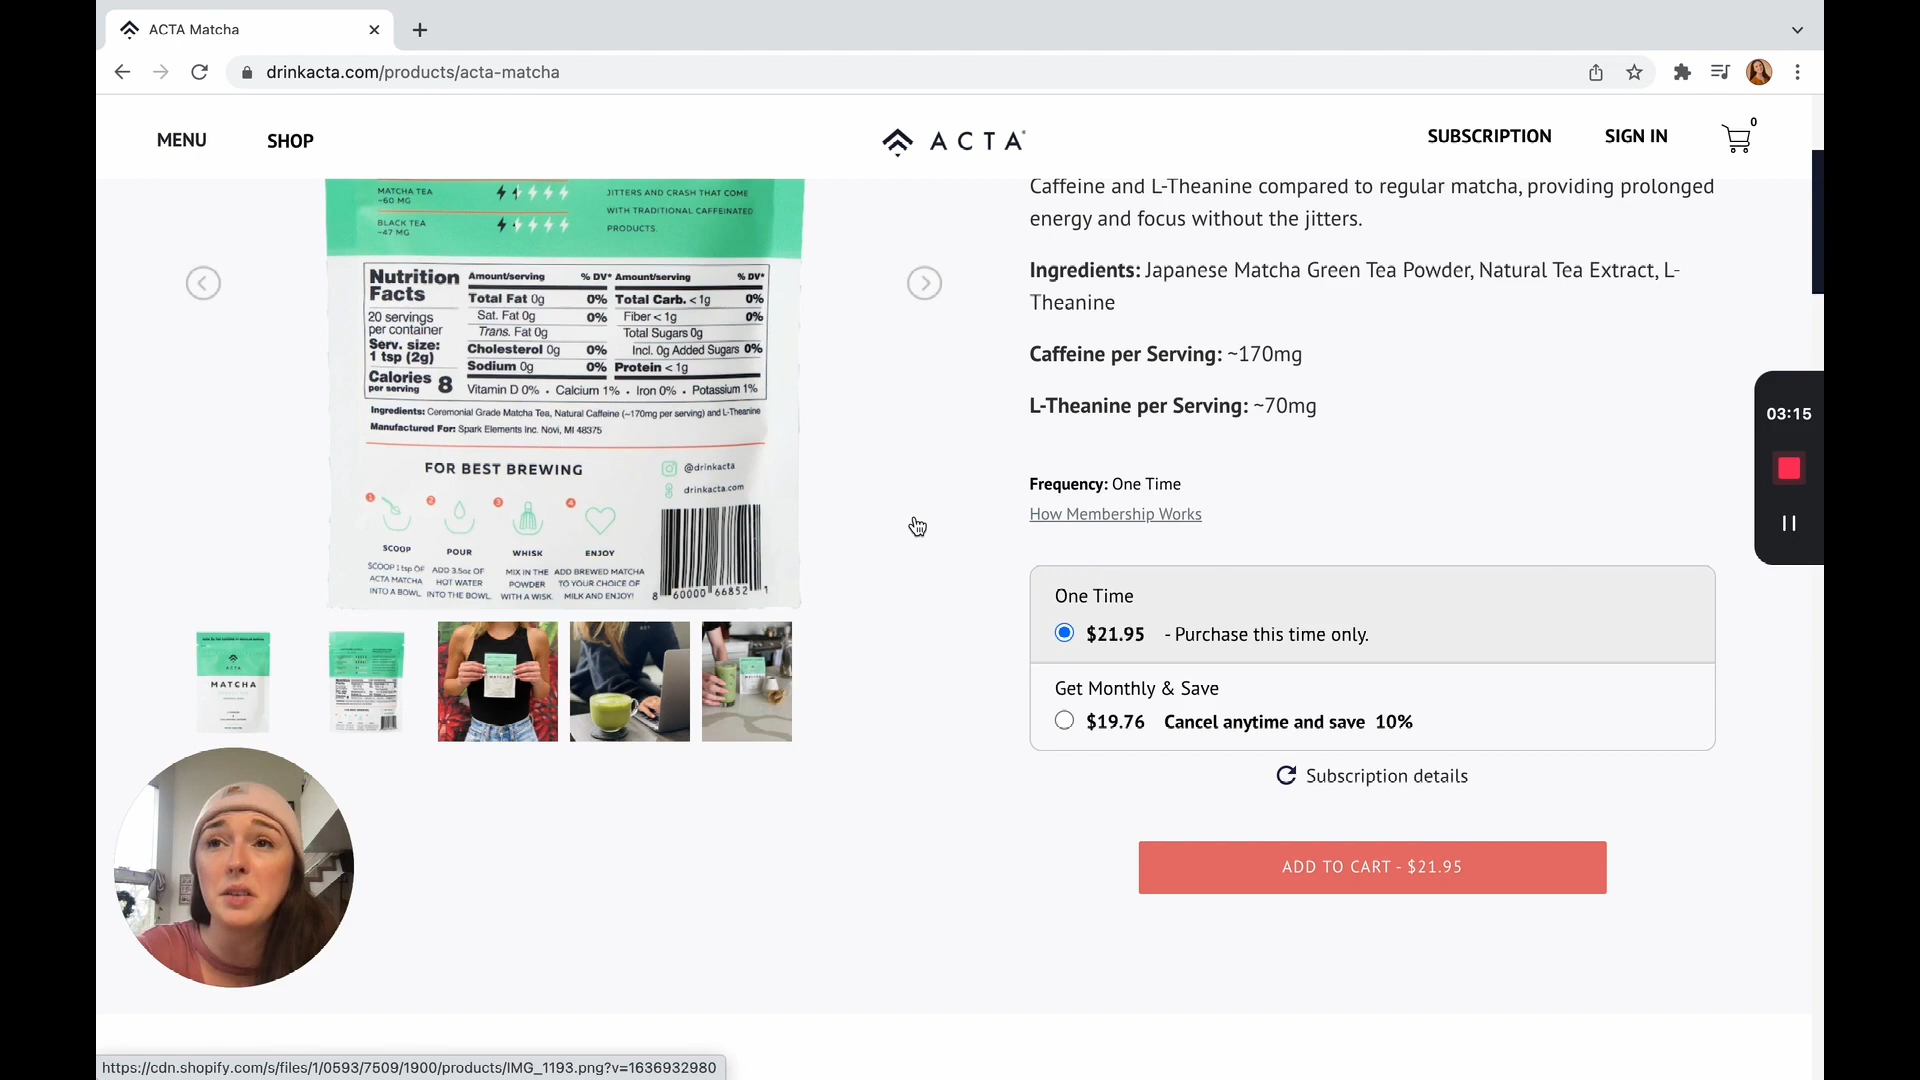 ACTA Matcha
drinkacta.com/products/acta-matcha
MENU
SHOP
ACTA
SUBSCRIPTION
SIGN IN
0
MATCHA TEA
~60 MG
BLACK TEA
~47 MG
JITTERS AND CRASH THAT COME
WITH TRADITIONAL CAFFEINATED
PRODUCTS.
Nutrition
Facts
20 servings
per container
Serv. size:
1 tsp (2g)
Calories 8
per serving
Amount/serving % DV* Amount/serving % DV*
Total Fat 0g 0% Total Carb. < 1g 0%
Sat. Fat 0g 0% Fiber < 1g 0%
Trans. Fat 0g Total Sugars 0g
Cholesterol 0g 0% Incl. 0g Added Sugars 0%
Sodium 0g 0% Protein < 1g
Vitamin D 0% • Calcium 1% • Iron 0% • Potassium 1%
Ingredients: Ceremonial Grade Matcha Tea, Natural Caffeine (~170mg per serving) and L-Theanine
Manufactured For: Spark Elements Inc. Novi, MI 48375
FOR BEST BREWING
@drinkacta
drinkacta.com
1 2 3 4
SCOOP POUR WHISK ENJOY
SCOOP 1 tsp OF
ACTA MATCHA
INTO A BOWL.
ADD 3.5oz OF
HOT WATER
INTO THE BOWL.
MIX IN THE
POWDER
WITH A WISK.
ADD BREWED MATCHA
TO YOUR CHOICE OF
MILK AND ENJOY!
8 60000 66852 1
ACTA
MATCHA
Caffeine and L-Theanine compared to regular matcha, providing prolonged
energy and focus without the jitters.
Ingredients: Japanese Matcha Green Tea Powder, Natural Tea Extract, L-
Theanine
Caffeine per Serving: ~170mg
L-Theanine per Serving: ~70mg
Frequency: One Time
How Membership Works
One Time
$21.95 - Purchase this time only.
Get Monthly & Save
$19.76 Cancel anytime and save 10%
Subscription details
ADD TO CART - $21.95
03:15
https://cdn.shopify.com/s/files/1/0593/7509/1900/products/IMG_1193.png?v=1636932980